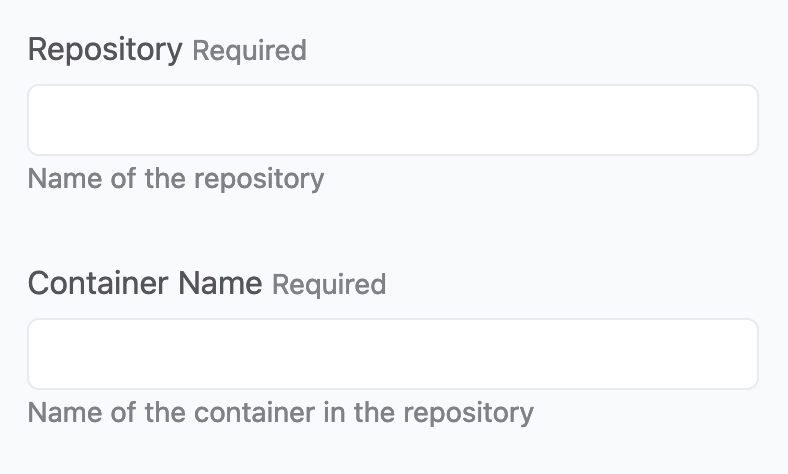 Repository Required
Name of the repository
Container Name Required
Name of the container in the repository